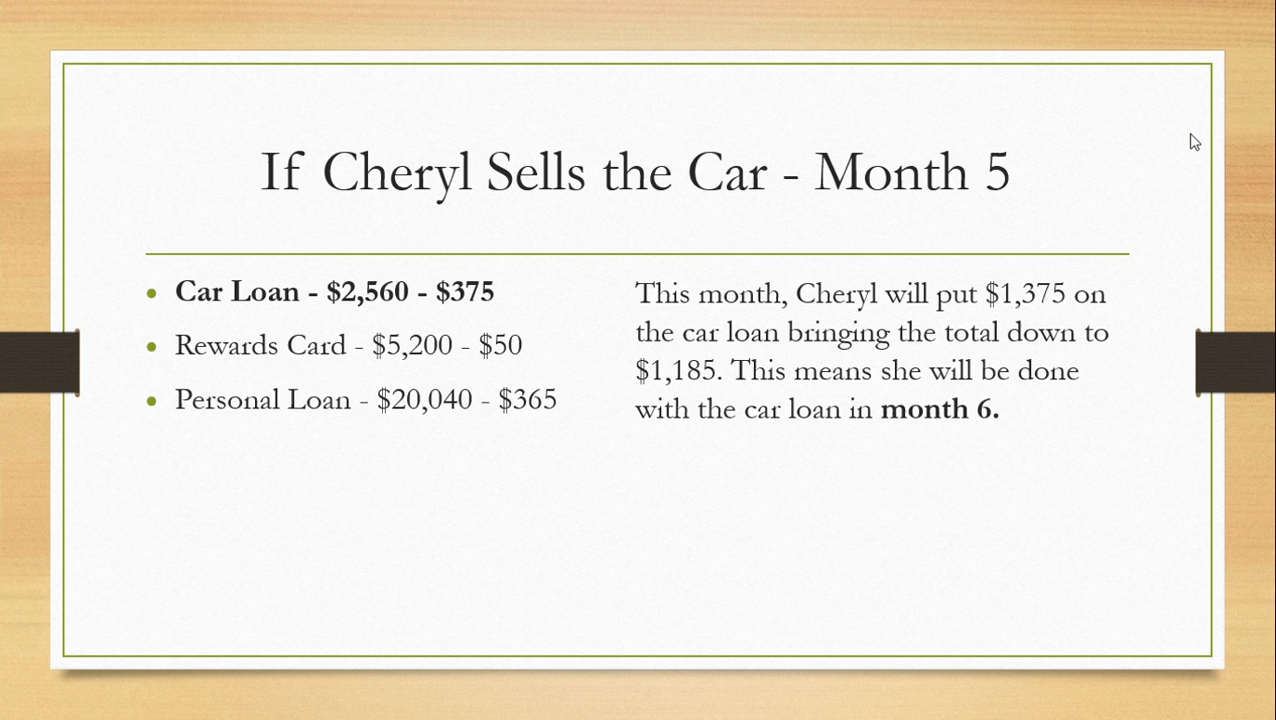 If Cheryl Sells the Car - Month 5
• Car Loan - $2,560 - $375
• Rewards Card - $5,200 - $50
• Personal Loan - $20,040 - $365
This month, Cheryl will put $1,375 on
the car loan bringing the total down to
$1,185. This means she will be done
with the car loan in month 6.